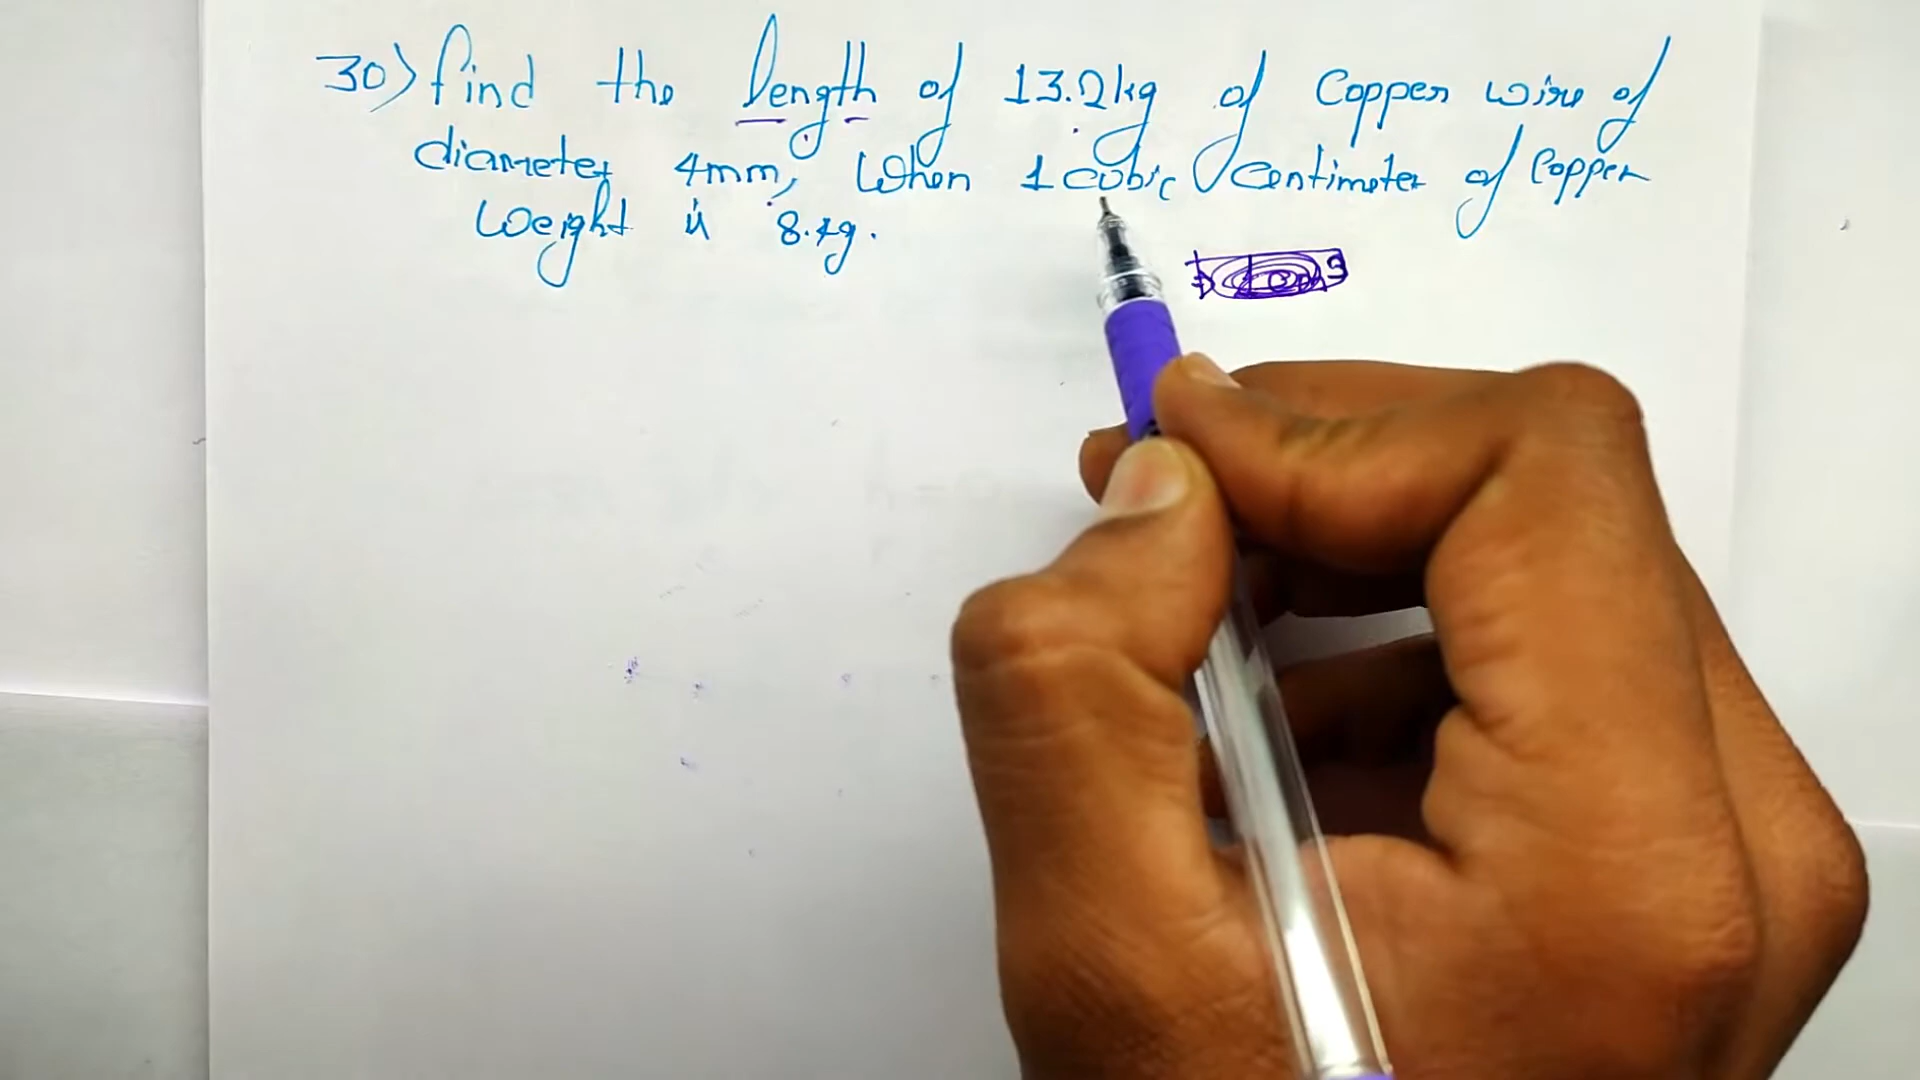 30) find the length of 13.2kg of Copper wire of
diameter 4mm, When 1 cubic Centimeter of Copper
Weight is 8.4g.